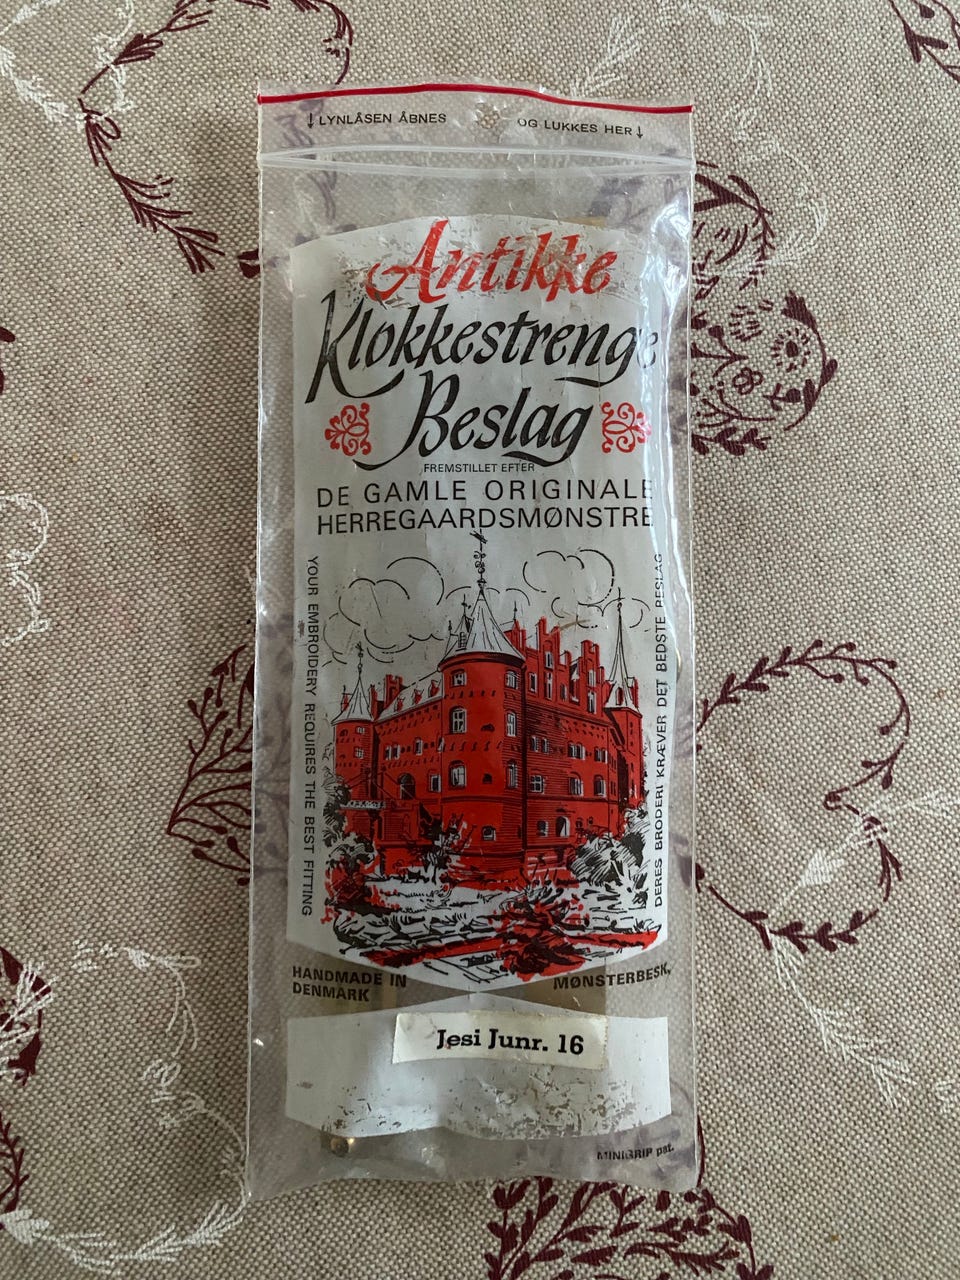 ↓LYNLÅSEN ÅBNES OG LUKKES HER↓
Antikke
Klokkestrenge
Beslag
FREMSTILLET EFTER
DE GAMLE ORIGINALE
HERREGAARDSMØNSTRE
YOUR EMBROIDERY REQUIRES THE BEST FITTING
DERES BRODERI KRÆVER DET BEDSTE BESLAG
HANDMADE IN
DENMARK
MØNSTERBESK.
Jesi Junr. 16
MINIGRIP pat.